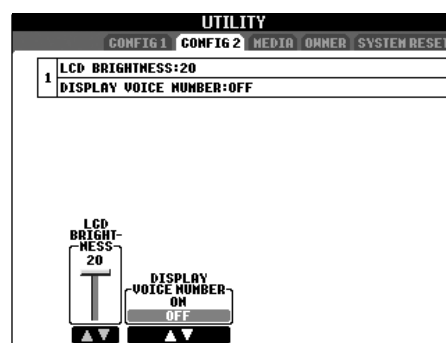 UTILITY
CONFIG 1 CONFIG 2 MEDIA OWNER SYSTEM RESET
1
LCD BRIGHTNESS:20
DISPLAY VOICE NUMBER:OFF
LCD
BRIGHT-
NESS
20
DISPLAY
VOICE NUMBER
ON
OFF